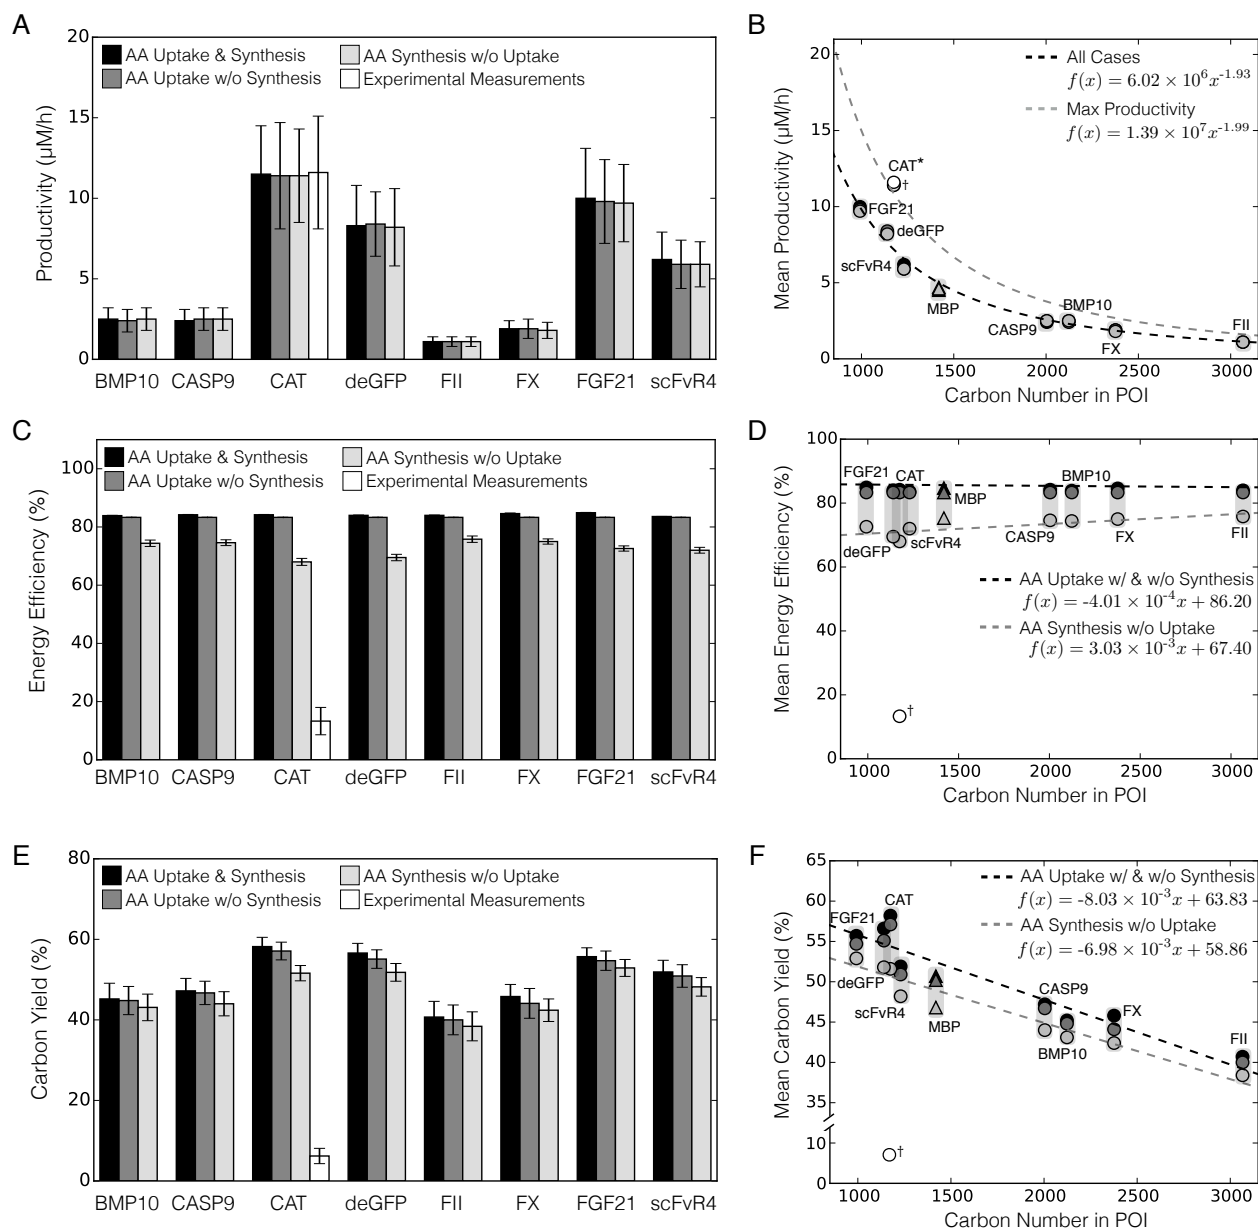 A
Productivity (µM/h)
20
15
10
5
0
AA Uptake & Synthesis
AA Uptake w/o Synthesis
AA Synthesis w/o Uptake
Experimental Measurements
BMP10 CASP9 CAT deGFP FII FX FGF21 scFvR4
B
Mean Productivity (µM/h)
20
15
10
5
0
All Cases
f(x) = 6.02 × 10⁶x⁻¹·⁹³
Max Productivity
f(x) = 1.39 × 10⁷x⁻¹·⁹⁹
CAT*
†
FGF21
deGFP
scFvR4
MBP
CASP9
BMP10
FX
FII
1000 1500 2000 2500 3000
Carbon Number in POI
C
Energy Efficiency (%)
100
80
60
40
20
0
AA Uptake & Synthesis
AA Uptake w/o Synthesis
AA Synthesis w/o Uptake
Experimental Measurements
BMP10 CASP9 CAT deGFP FII FX FGF21 scFvR4
D
Mean Energy Efficiency (%)
100
80
60
40
20
0
FGF21
CAT
MBP
BMP10
deGFP
scFvR4
CASP9
FX
FII
AA Uptake w/ & w/o Synthesis
f(x) = -4.01 × 10⁻⁴x + 86.20
AA Synthesis w/o Uptake
f(x) = 3.03 × 10⁻³x + 67.40
†
1000 1500 2000 2500 3000
Carbon Number in POI
E
Carbon Yield (%)
80
60
40
20
0
AA Uptake & Synthesis
AA Uptake w/o Synthesis
AA Synthesis w/o Uptake
Experimental Measurements
BMP10 CASP9 CAT deGFP FII FX FGF21 scFvR4
F
Mean Carbon Yield (%)
65
60
55
50
45
40
35
10
0
AA Uptake w/ & w/o Synthesis
f(x) = -8.03 × 10⁻³x + 63.83
AA Synthesis w/o Uptake
f(x) = -6.98 × 10⁻³x + 58.86
CAT
FGF21
deGFP
scFvR4
MBP
CASP9
BMP10
FX
FII
†
1000 1500 2000 2500 3000
Carbon Number in POI